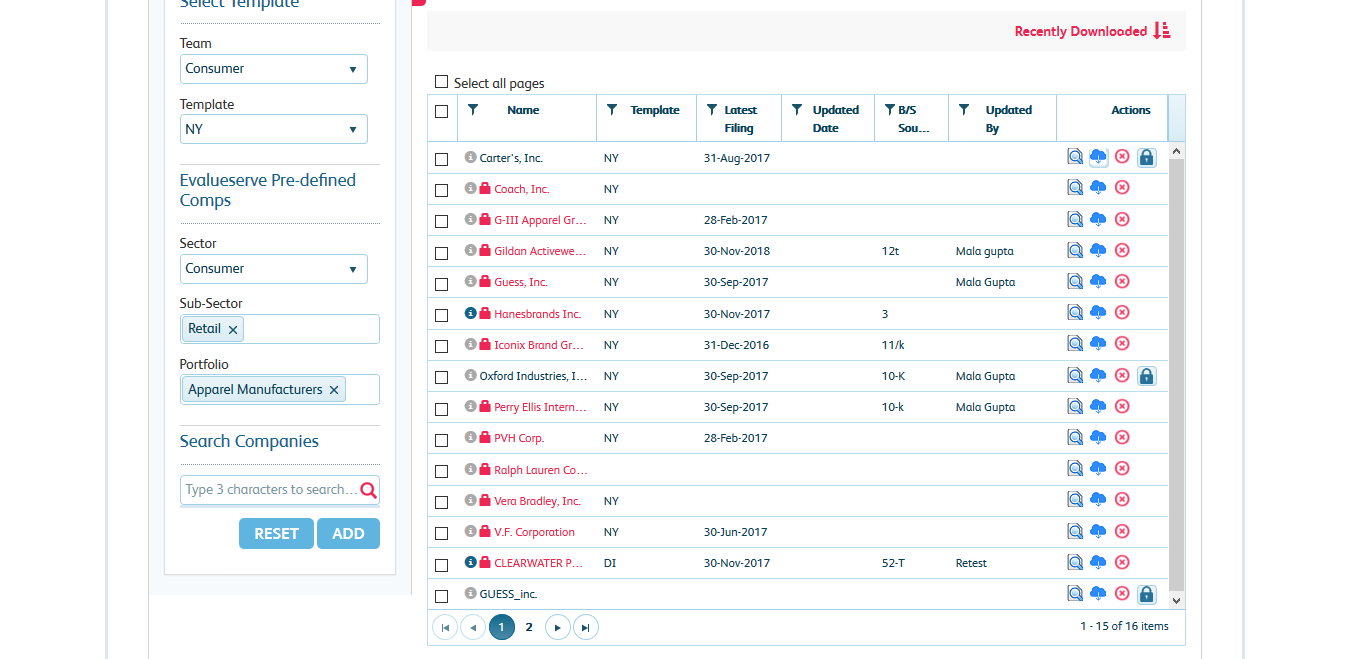 Select Template
Team
Consumer
Template
NY
Evalueserve Pre-defined
Comps
Sector
Consumer
Sub-Sector
Retail
Portfolio
Apparel Manufacturers
Search Companies
Type 3 characters to search...
RESET ADD
Recently Downloaded
Select all pages
Name Template Latest Filing Updated Date B/S Sou... Updated By Actions
Carter's, Inc. NY 31-Aug-2017
Coach, Inc. NY
G-III Apparel Gr... NY 28-Feb-2017
Gildan Activewe... NY 30-Nov-2018 12t Mala gupta
Guess, Inc. NY 30-Sep-2017 Mala Gupta
Hanesbrands Inc. NY 30-Nov-2017 3
Iconix Brand Gr... NY 31-Dec-2016 11/k
Oxford Industries, I... NY 30-Sep-2017 10-K Mala Gupta
Perry Ellis Intern... NY 30-Sep-2017 10-k Mala Gupta
PVH Corp. NY 28-Feb-2017
Ralph Lauren Co...
Vera Bradley, Inc. NY
V.F. Corporation NY 30-Jun-2017
CLEARWATER P... DI 30-Nov-2017 52-T Retest
GUESS_inc.
1 2
1 - 15 of 16 items